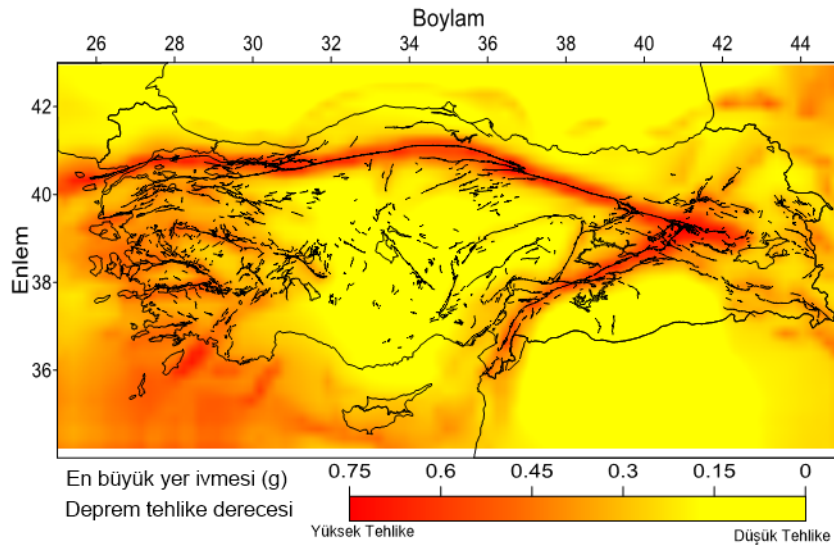 Boylam
26 28 30 32 34 36 38 40 42 44
Enlem
42
40
38
36
En büyük yer ivmesi (g)
0.75 0.6 0.45 0.3 0.15 0
Deprem tehlike derecesi
Yüksek Tehlike
Düşük Tehlike